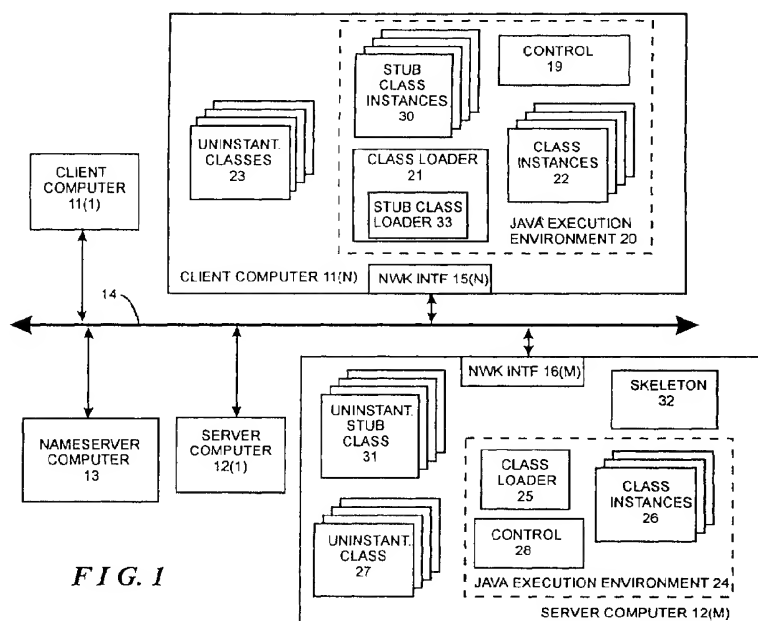 STUB
CLASS
INSTANCES
30
CONTROL
19
UNINSTANT.
CLASSES
23
CLASS LOADER
21
STUB CLASS
LOADER 33
CLASS
INSTANCES
22
JAVA EXECUTION
ENVIRONMENT 20
CLIENT
COMPUTER
11(1)
CLIENT COMPUTER 11(N)
NWK INTF 15(N)
14
NWK INTF 16(M)
NAMESERVER
COMPUTER
13
SERVER
COMPUTER
12(1)
UNINSTANT.
STUB
CLASS
31
SKELETON
32
CLASS
LOADER
25
CLASS
INSTANCES
26
UNINSTANT.
CLASS
27
CONTROL
28
JAVA EXECUTION ENVIRONMENT 24
SERVER COMPUTER 12(M)
FIG. 1